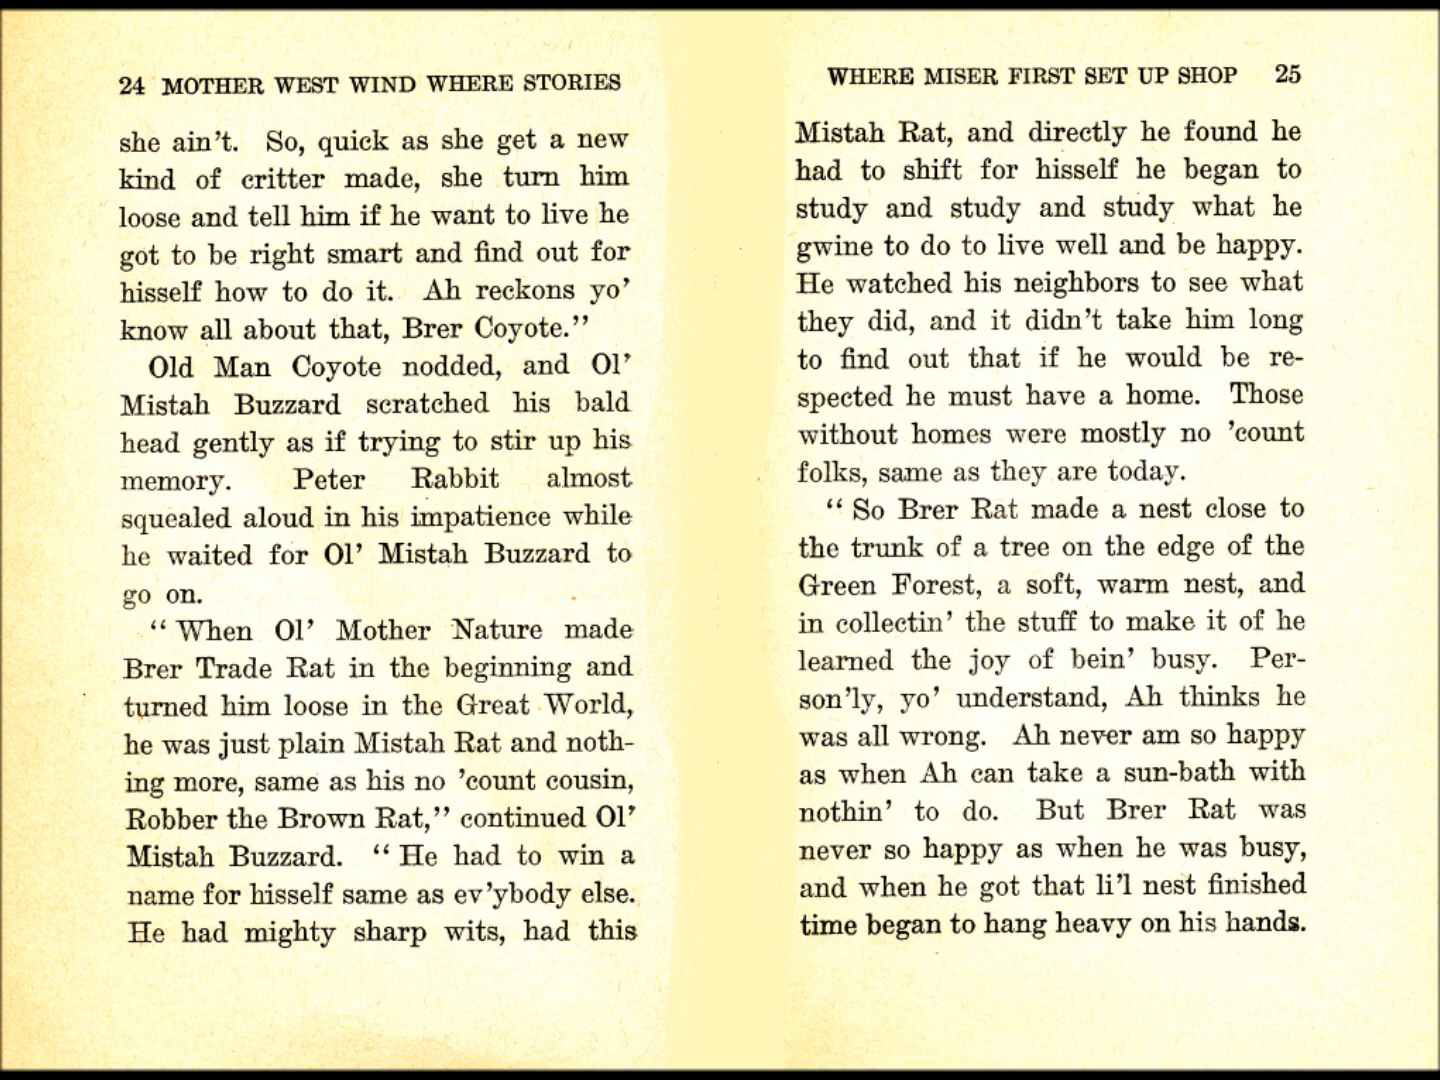 24 MOTHER WEST WIND WHERE STORIES
she ain't. So, quick as she get a new
kind of critter made, she turn him
loose and tell him if he want to live he
got to be right smart and find out for
hisself how to do it. Ah reckons yo'
know all about that, Brer Coyote.”
Old Man Coyote nodded, and Ol'
Mistah Buzzard scratched his bald
head gently as if trying to stir up his
memory. Peter Rabbit almost
squealed aloud in his impatience while
he waited for Ol' Mistah Buzzard to
go on.
“ When Ol' Mother Nature made
Brer Trade Rat in the beginning and
turned him loose in the Great World,
he was just plain Mistah Rat and noth-
ing more, same as his no 'count cousin,
Robber the Brown Rat,” continued Ol'
Mistah Buzzard. “ He had to win a
name for hisself same as ev'ybody else.
He had mighty sharp wits, had this
WHERE MISER FIRST SET UP SHOP 25
Mistah Rat, and directly he found he
had to shift for hisself he began to
study and study and study what he
gwine to do to live well and be happy.
He watched his neighbors to see what
they did, and it didn't take him long
to find out that if he would be re-
spected he must have a home. Those
without homes were mostly no 'count
folks, same as they are today.
“ So Brer Rat made a nest close to
the trunk of a tree on the edge of the
Green Forest, a soft, warm nest, and
in collectin' the stuff to make it of he
learned the joy of bein' busy. Per-
son'ly, yo' understand, Ah thinks he
was all wrong. Ah never am so happy
as when Ah can take a sun-bath with
nothin' to do. But Brer Rat was
never so happy as when he was busy,
and when he got that li'l nest finished
time began to hang heavy on his hands.